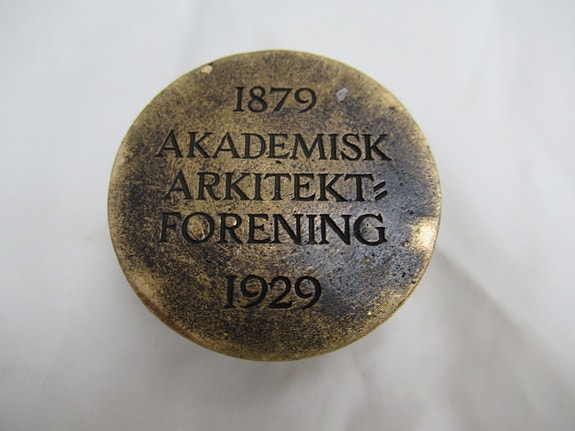 1879
AKADEMISK
ARKITEKT=
FORENING
1929